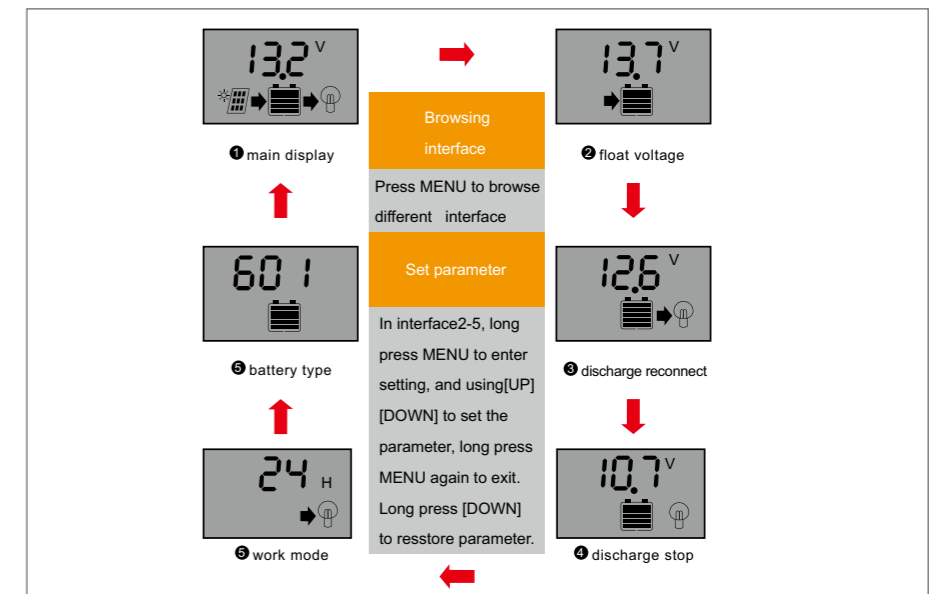 13.2 V
❶ main display
13.7 V
❷ float voltage
Browsing
interface
Press MENU to browse
different interface
601
❺ battery type
Set parameter
In interface2-5, long
press MENU to enter
setting, and using[UP]
[DOWN] to set the
parameter, long press
MENU again to exit.
Long press [DOWN]
to resstore parameter.
12.6 V
❸ discharge reconnect
24 H
❺ work mode
10.7 V
❹ discharge stop